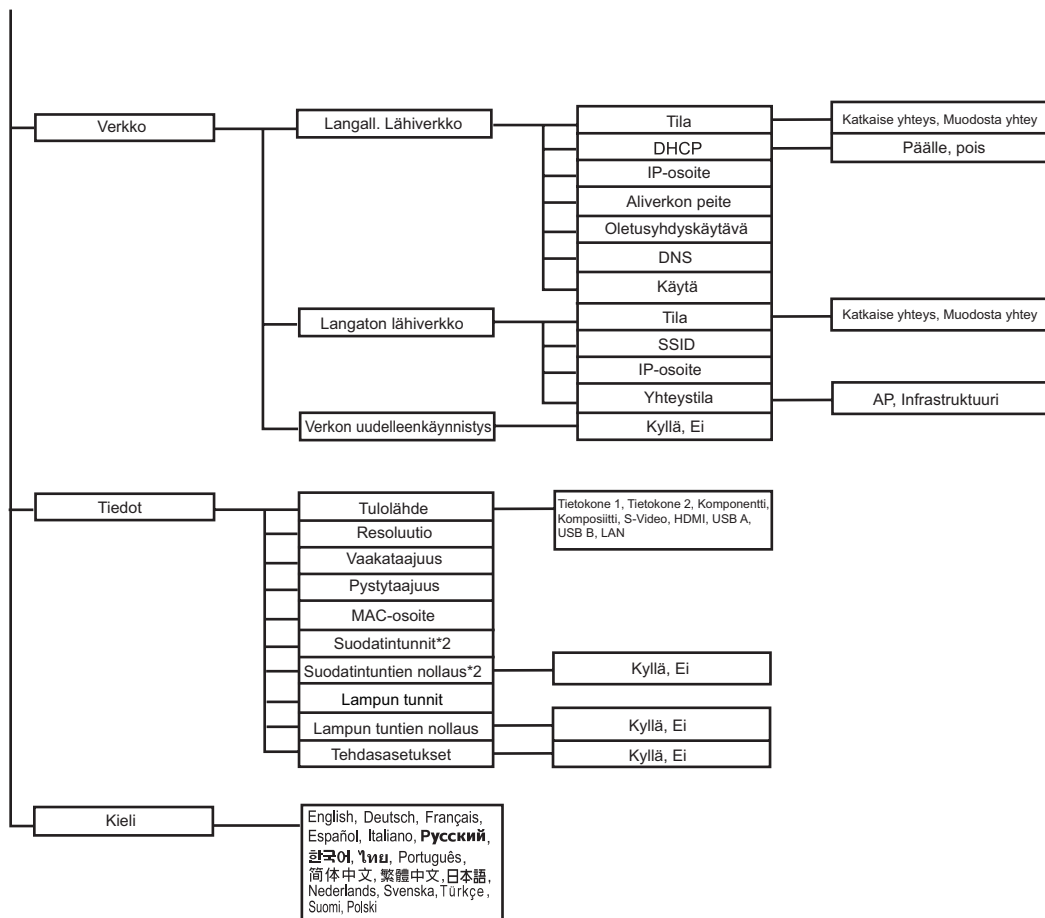 Verkko
Langall. Lähiverkko
Tila
Katkaise yhteys, Muodosta yhtey
DHCP
Päälle, pois
IP-osoite
Aliverkon peite
Oletusyhdyskäytävä
DNS
Käytä
Langaton lähiverkko
Tila
Katkaise yhteys, Muodosta yhtey
SSID
IP-osoite
Yhteystila
AP, Infrastruktuuri
Verkon uudelleenkäynnistys
Kyllä, Ei
Tiedot
Tulolähde
Tietokone 1, Tietokone 2, Komponentti,
Komposiitti, S-Video, HDMI, USB A,
USB B, LAN
Resoluutio
Vaakataajuus
Pystytaajuus
MAC-osoite
Suodatintunnit*2
Suodatintuntien nollaus*2
Kyllä, Ei
Lampun tunnit
Lampun tuntien nollaus
Kyllä, Ei
Tehdasasetukset
Kyllä, Ei
Kieli
English, Deutsch, Français,
Español, Italiano, Русский,
한국어, ไทย, Português,
简体中文, 繁體中文, 日本語,
Nederlands, Svenska, Türkçe,
Suomi, Polski